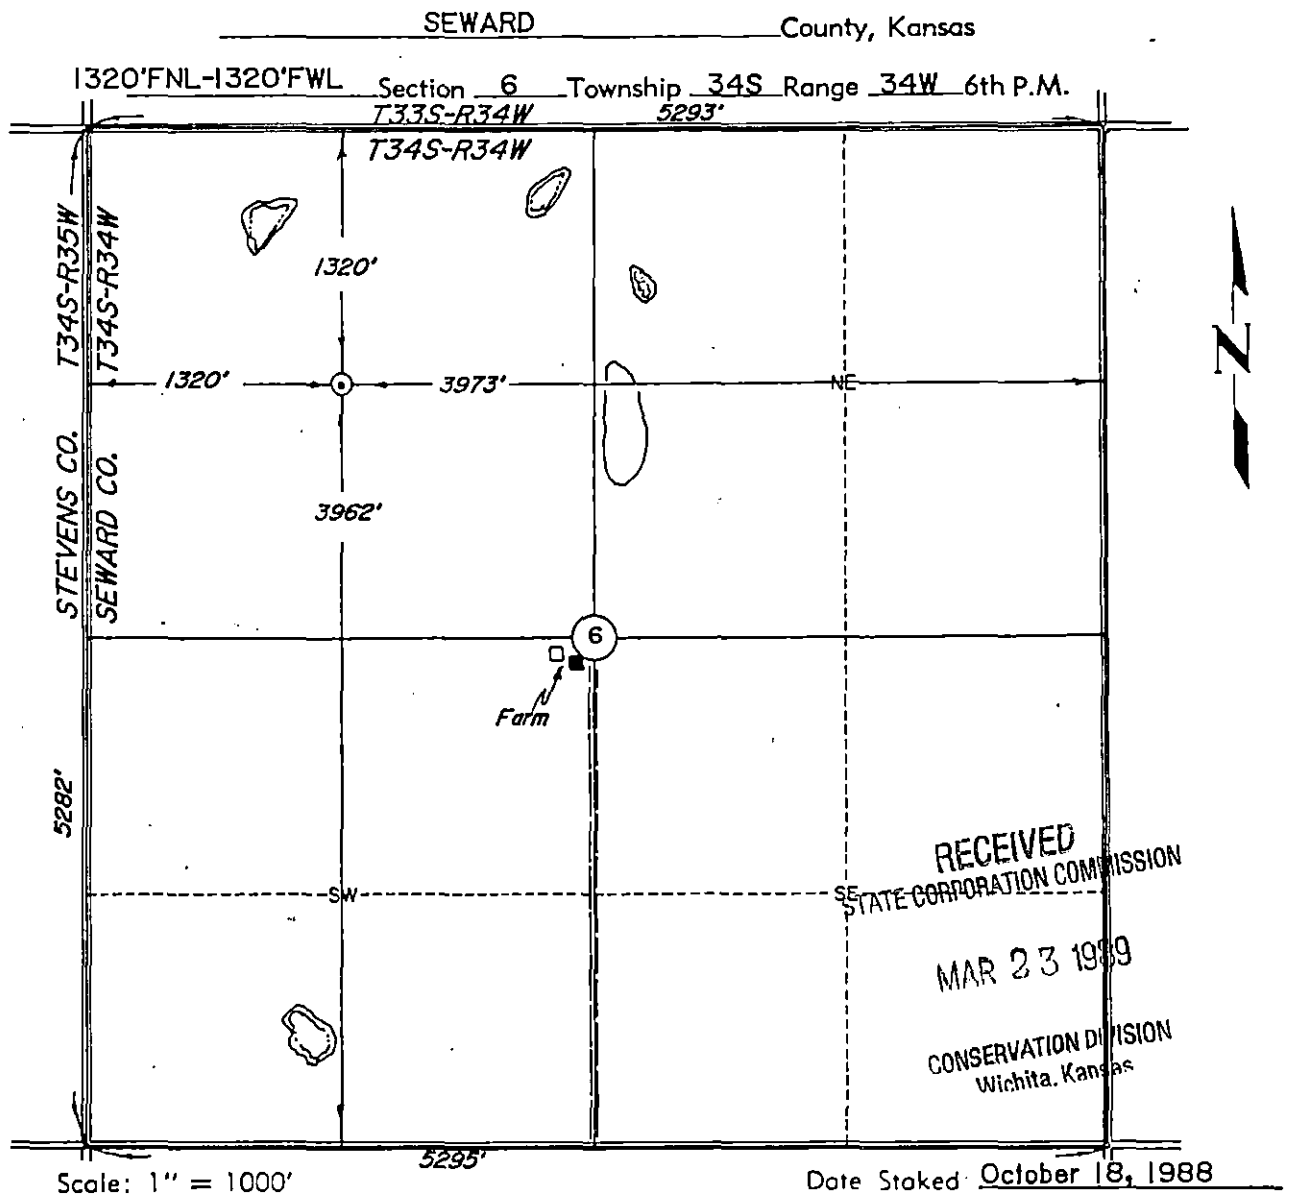 SEWARD County, Kansas
1320'FNL-1320'FWL Section 6 Township 34S Range 34W 6th P.M.
T33S-R34W 5293'
T34S-R34W
T34S-R35W
T34S-R34W
1320'
1320'
3973'
NE
N
STEVENS CO.
SEWARD CO.
3962'
6
Farm
5282'
RECEIVED
STATE CORPORATION COMMISSION
SW
SE
MAR 23 1989
CONSERVATION DIVISION
Wichita, Kansas
5295'
Scale: 1" = 1000'
Date Staked October 18, 1988